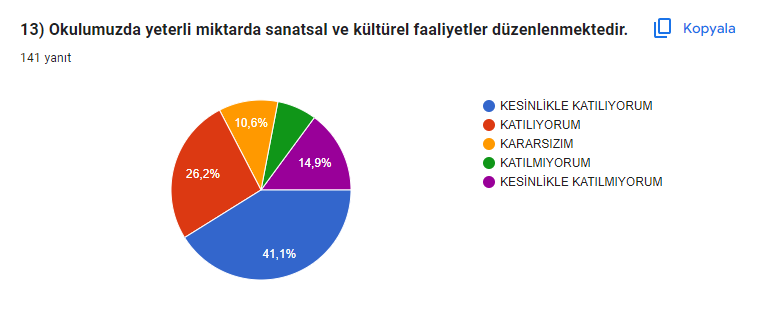 13) Okulumuzda yeterli miktarda sanatsal ve kültürel faaliyetler düzenlenmektedir.
Kopyala
141 yanıt
10,6%
14,9%
26,2%
41,1%
KESİNLİKLE KATILIYORUM
KATILIYORUM
KARARSIZIM
KATILMIYORUM
KESİNLİKLE KATILMIYORUM